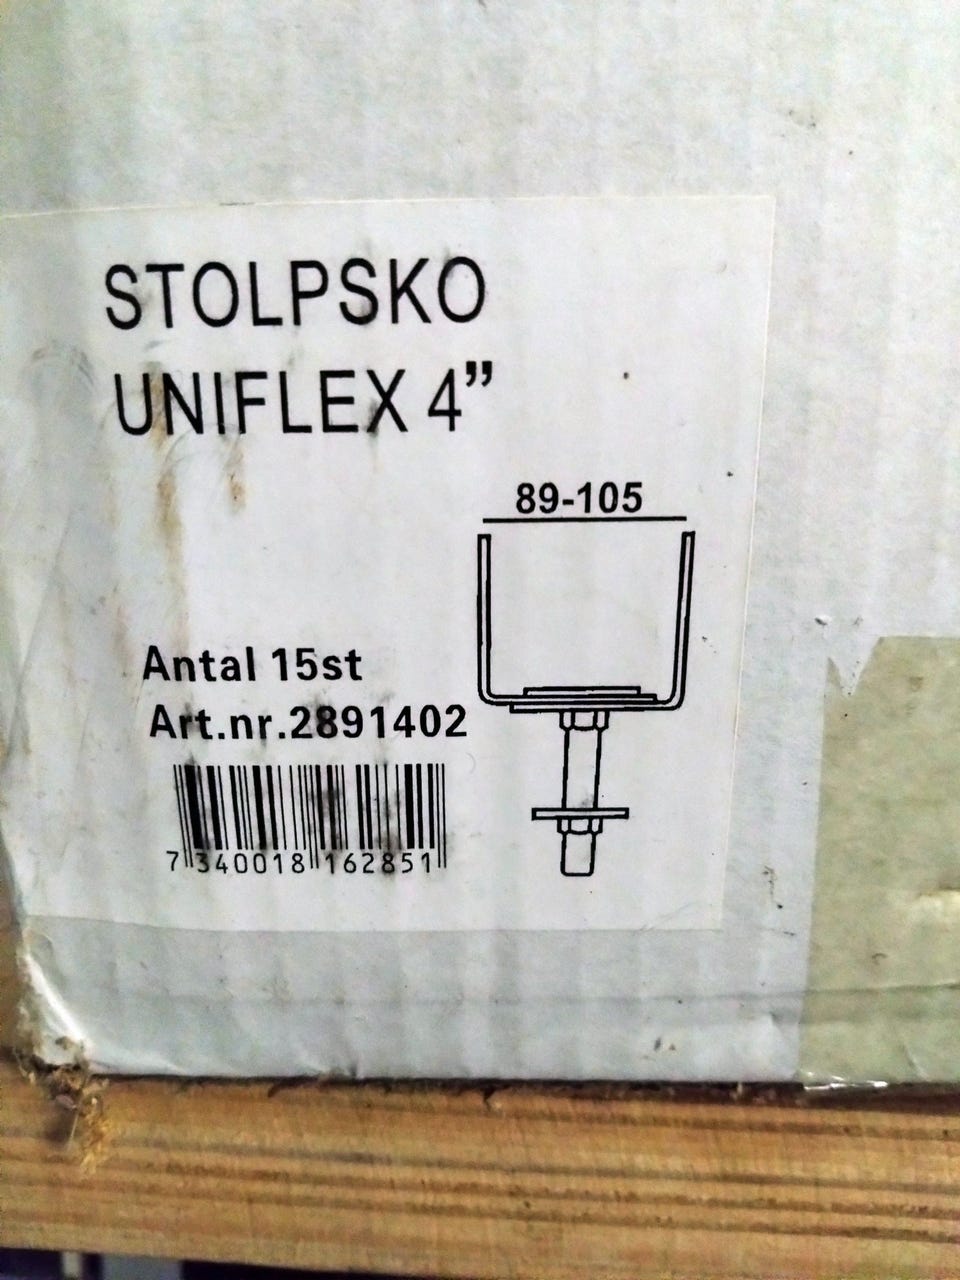 STOLPSKO
UNIFLEX 4”
89-105
Antal 15st
Art.nr.2891402
7 340018 162851